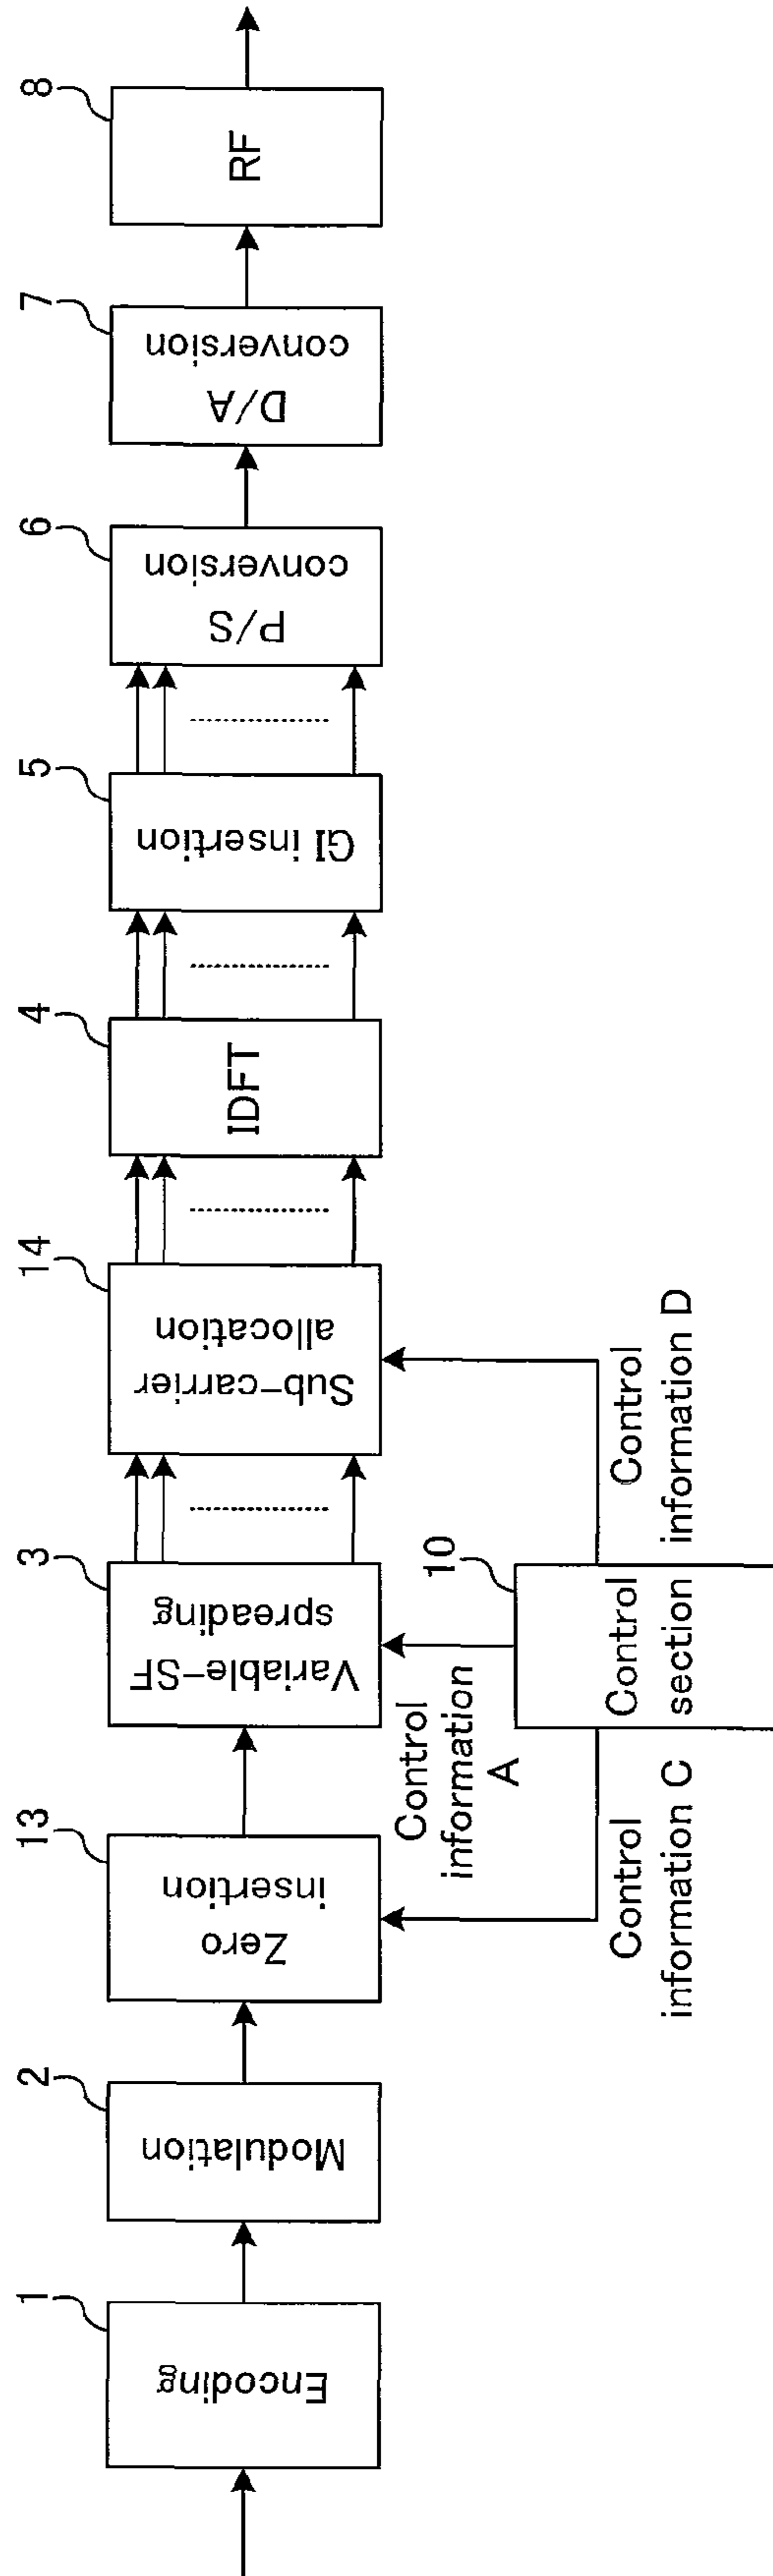 1
Encoding
2
Modulation
13
Zero
insertion
3
Variable-SF
spreading
14
Sub-carrier
allocation
4
IDFT
5
GI insertion
6
P/S
conversion
7
D/A
conversion
8
RF
Control
information
A
10
Control
section
Control
information C
Control
information D